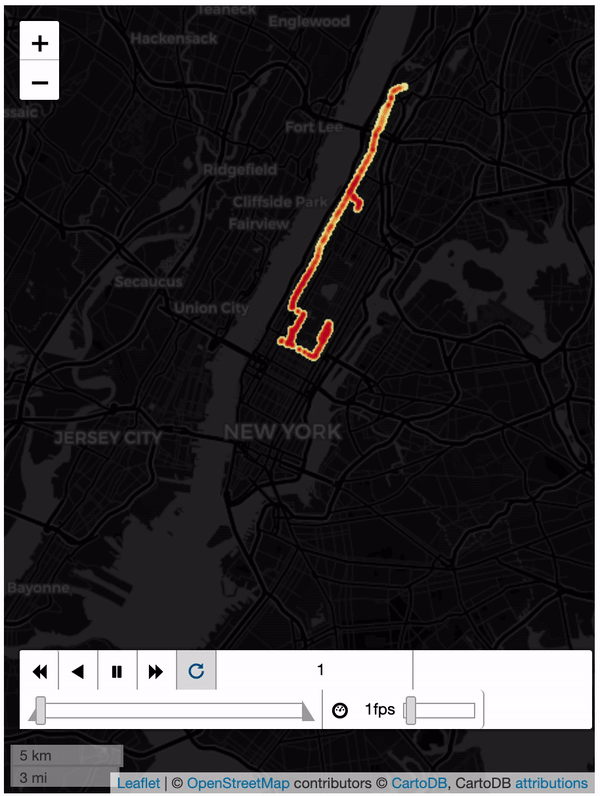 Teaneck
Englewood
Hackensack
ssaic
Fort Lee
Ridgefield
Cliffside Park
Fairview
Secaucus
Union City
JERSEY CITY
NEW YORK
Bayonne
+
−
1
1fps
5 km
3 mi
Leaflet | © OpenStreetMap contributors © CartoDB, CartoDB attributions